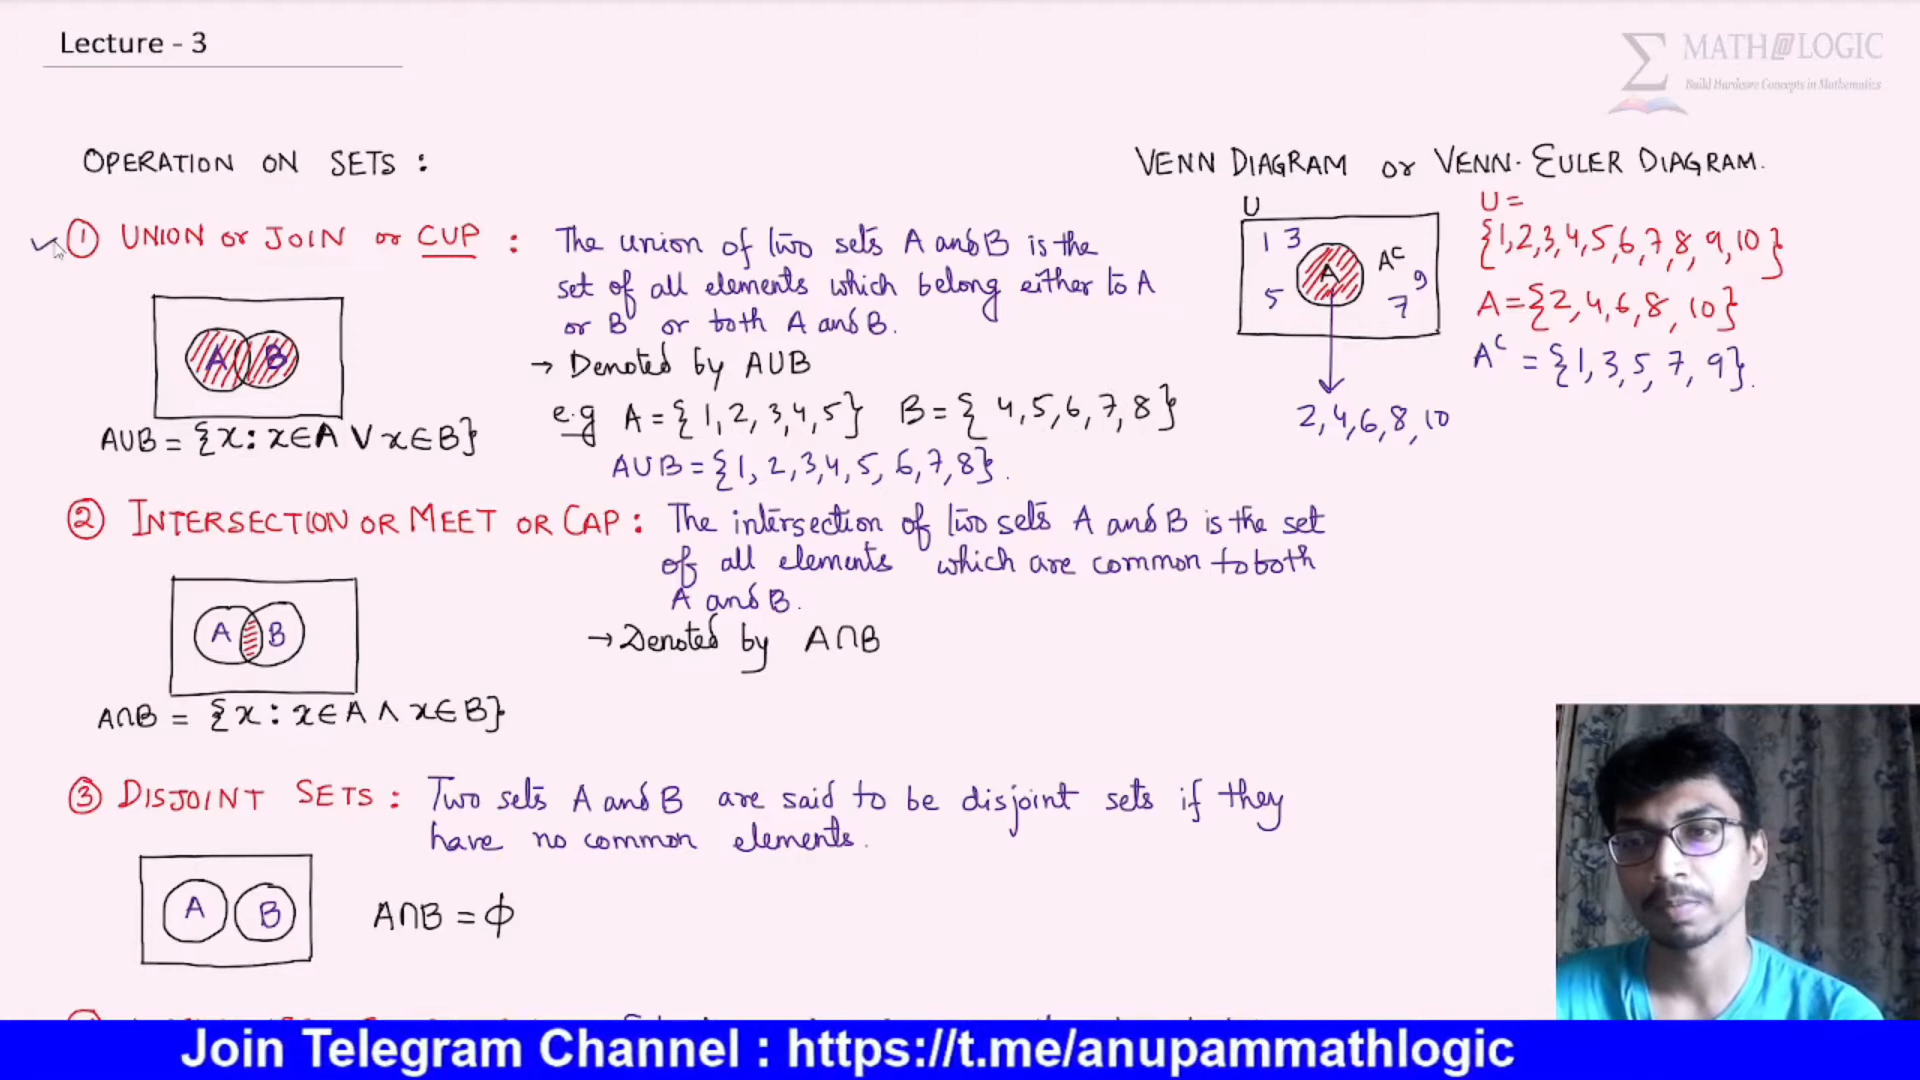 Lecture - 3
MATH@LOGIC
Build Hardcore Concepts in Mathematics
OPERATION ON SETS :
① UNION or JOIN or CUP : The union of two sets A and B is the
set of all elements which belong either to A
or B or both A and B.
A B
→ Denoted by A∪B
e.g A = {1, 2, 3, 4, 5} B = { 4, 5, 6, 7, 8 }
A∪B = {x : x∈A ∨ x∈B}
A∪B = {1, 2, 3, 4, 5, 6, 7, 8}.
VENN DIAGRAM or VENN-EULER DIAGRAM.
U
1 3
A
Aᶜ
5
9
7
2, 4, 6, 8, 10
U =
{1, 2, 3, 4, 5, 6, 7, 8, 9, 10}
A = {2, 4, 6, 8, 10}
Aᶜ = {1, 3, 5, 7, 9}.
② INTERSECTION OR MEET OR CAP : The intersection of two sets A and B is the set
of all elements which are common to both
A and B.
A B
→ Denoted by A∩B
A∩B = {x : x∈A ∧ x∈B}
③ DISJOINT SETS : Two sets A and B are said to be disjoint sets if they
have no common elements.
A B
A∩B = ϕ
Join Telegram Channel : https://t.me/anupammathlogic